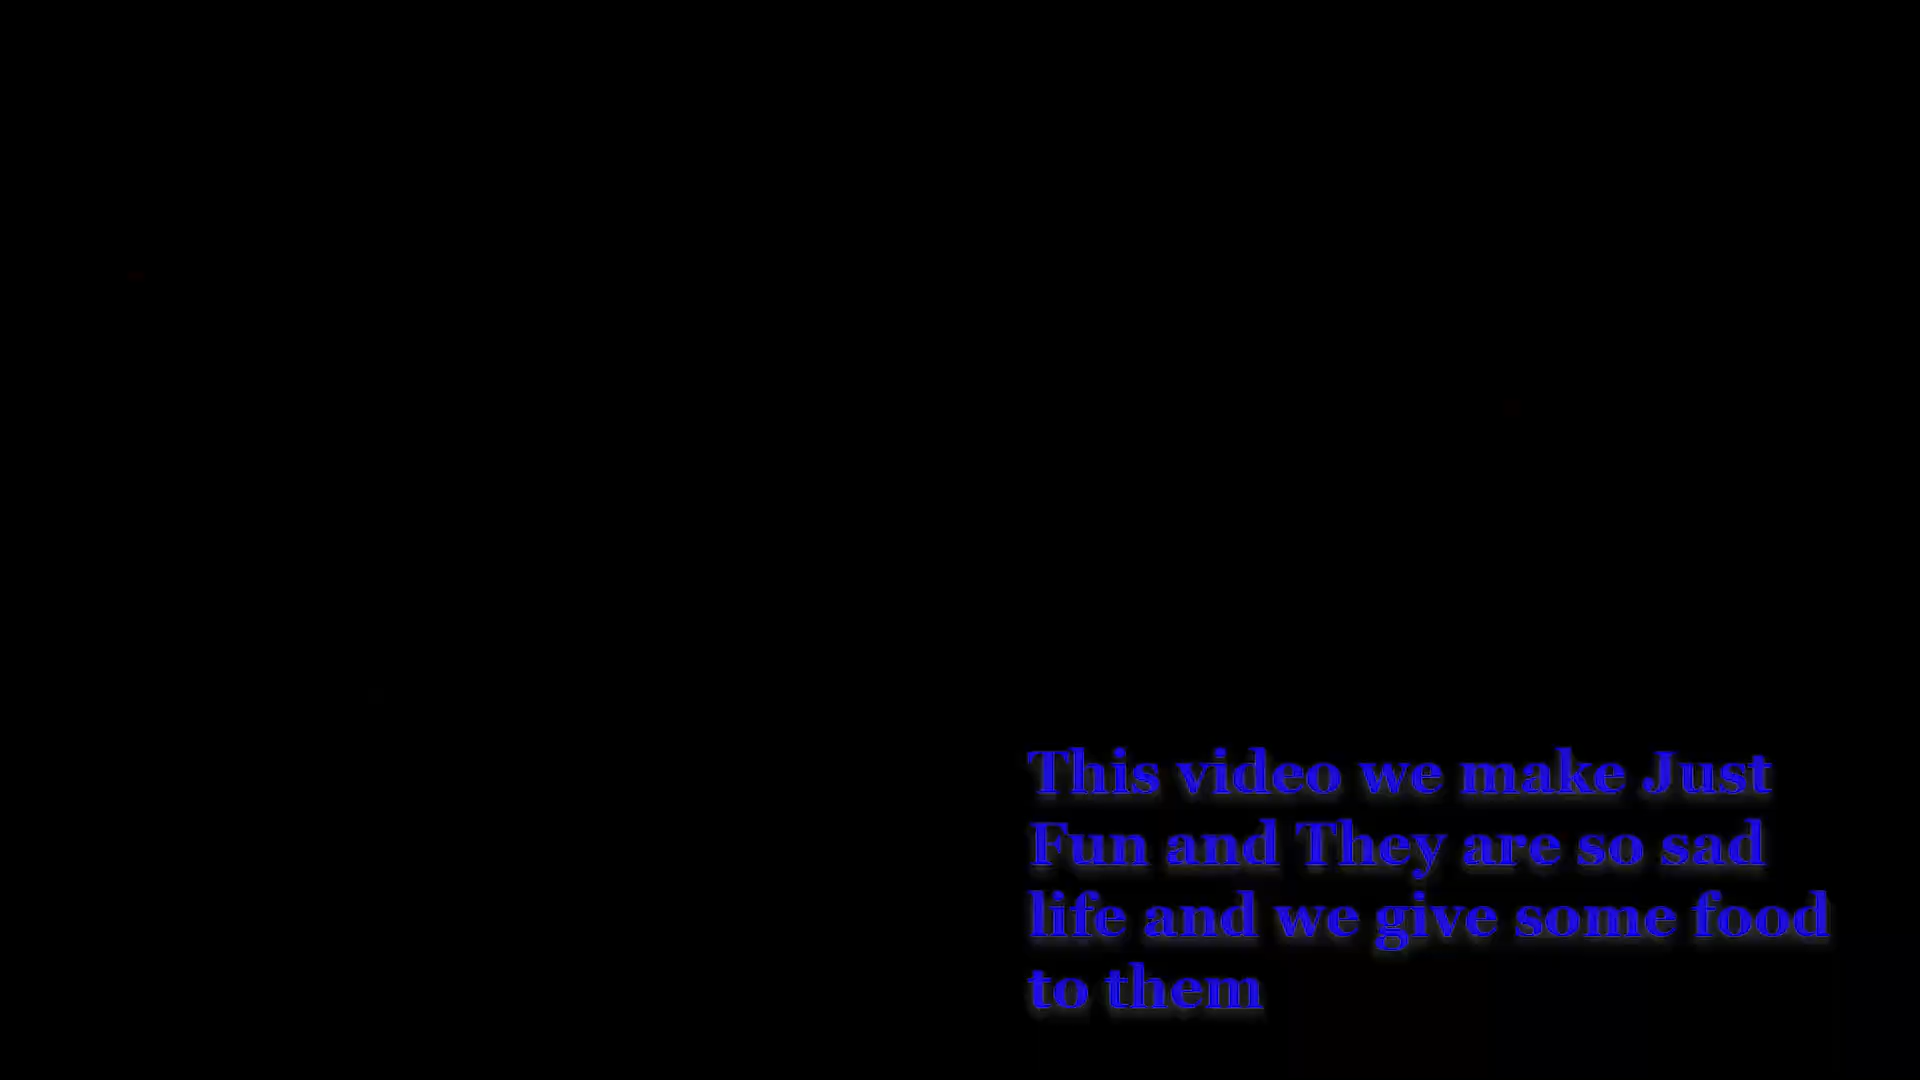 This video we make Just
Fun and They are so sad
life and we give some food
to them